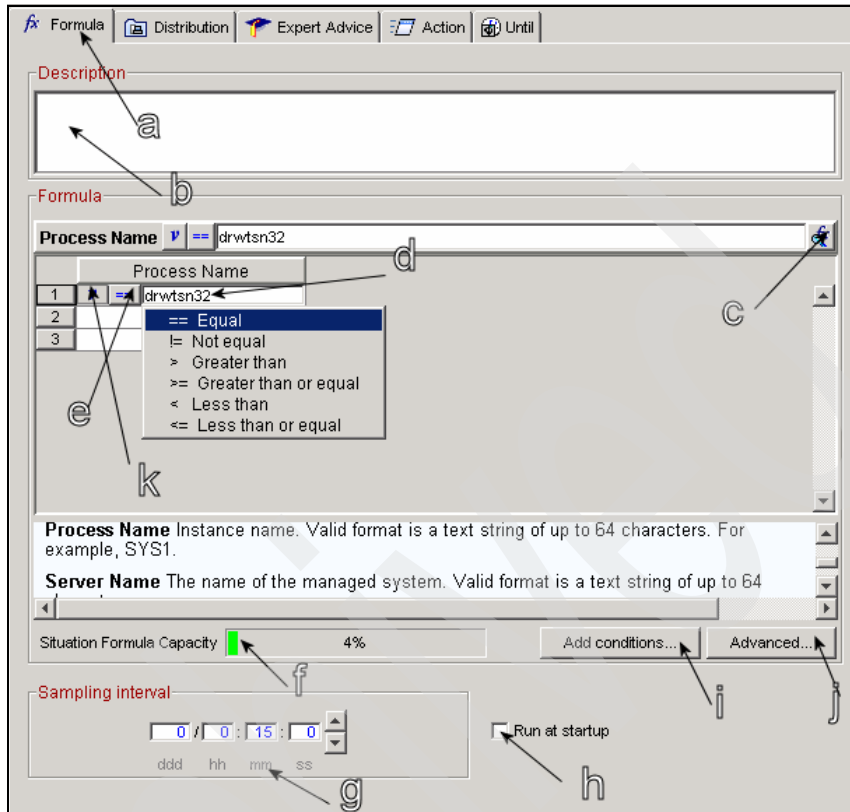 fx Formula Distribution Expert Advice Action Until
Description
a
b
Formula
Process Name v == drwtsn32
d
Process Name
c
1 == drwtsn32
2
3
== Equal
!= Not equal
> Greater than
>= Greater than or equal
< Less than
<= Less than or equal
e
k
Process Name Instance name. Valid format is a text string of up to 64 characters. For
example, SYS1.
Server Name The name of the managed system. Valid format is a text string of up to 64
Situation Formula Capacity 4% Add conditions... Advanced...
f
i
j
Sampling interval
0 / 0 : 15 : 0
Run at startup
ddd hh mm ss
g
h